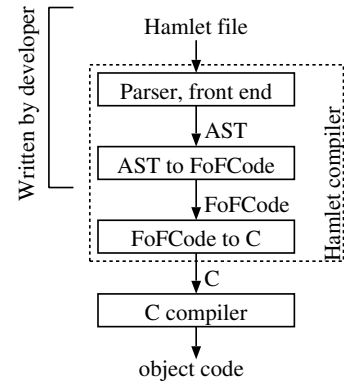 Hamlet file
Parser, front end
AST
AST to FoFCode
FoFCode
FoFCode to C
C
C compiler
object code
Written by developer
Hamlet compiler